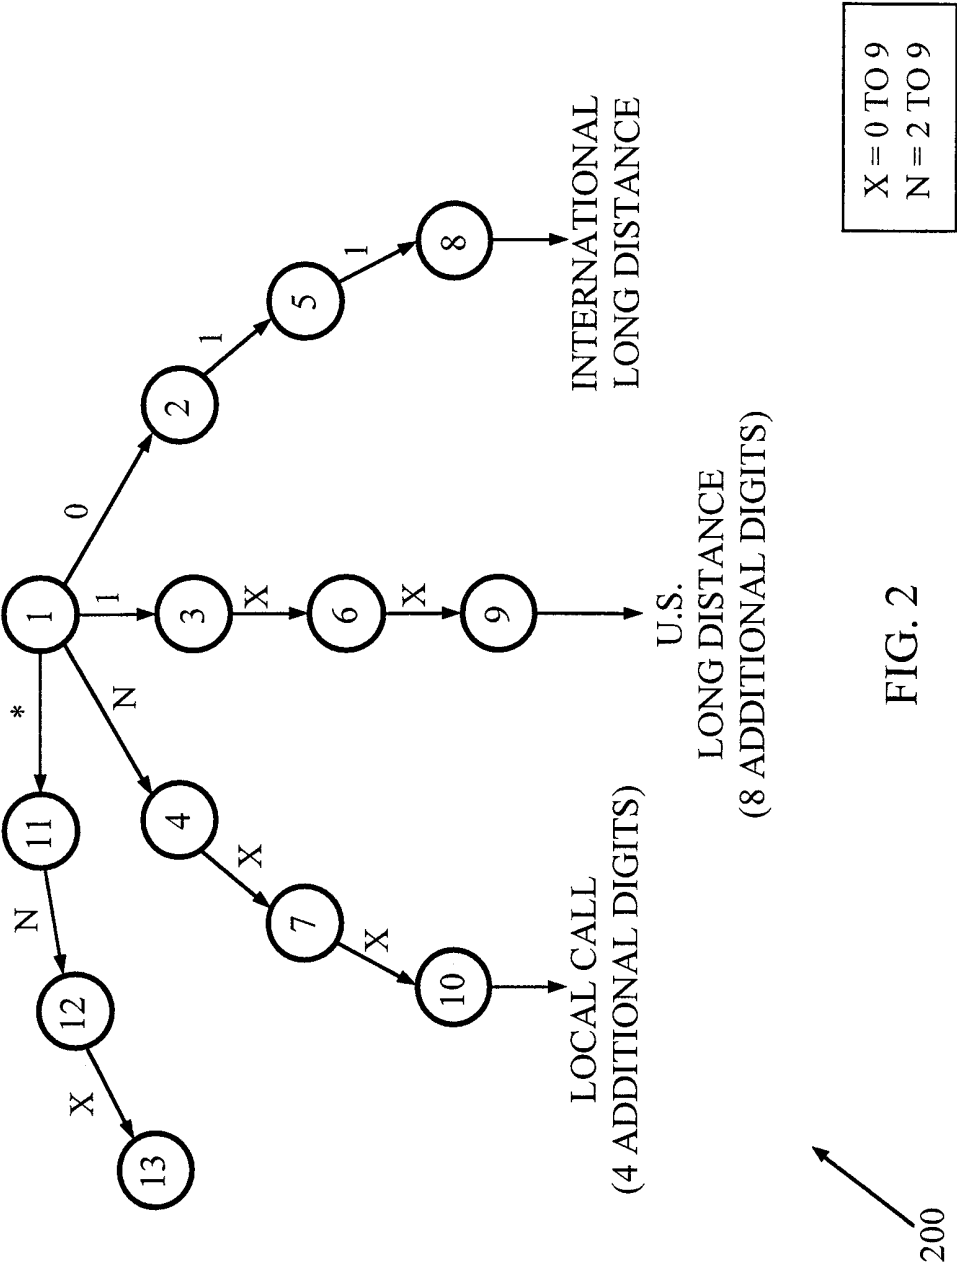 *
N
11
1
12
0
X
1
N
13
4
3
2
1
X
X
7
6
5
1
X
X
10
9
8
LOCAL CALL
(4 ADDITIONAL DIGITS)
U.S.
LONG DISTANCE
(8 ADDITIONAL DIGITS)
INTERNATIONAL
LONG DISTANCE
X = 0 TO 9
N = 2 TO 9
200
FIG. 2